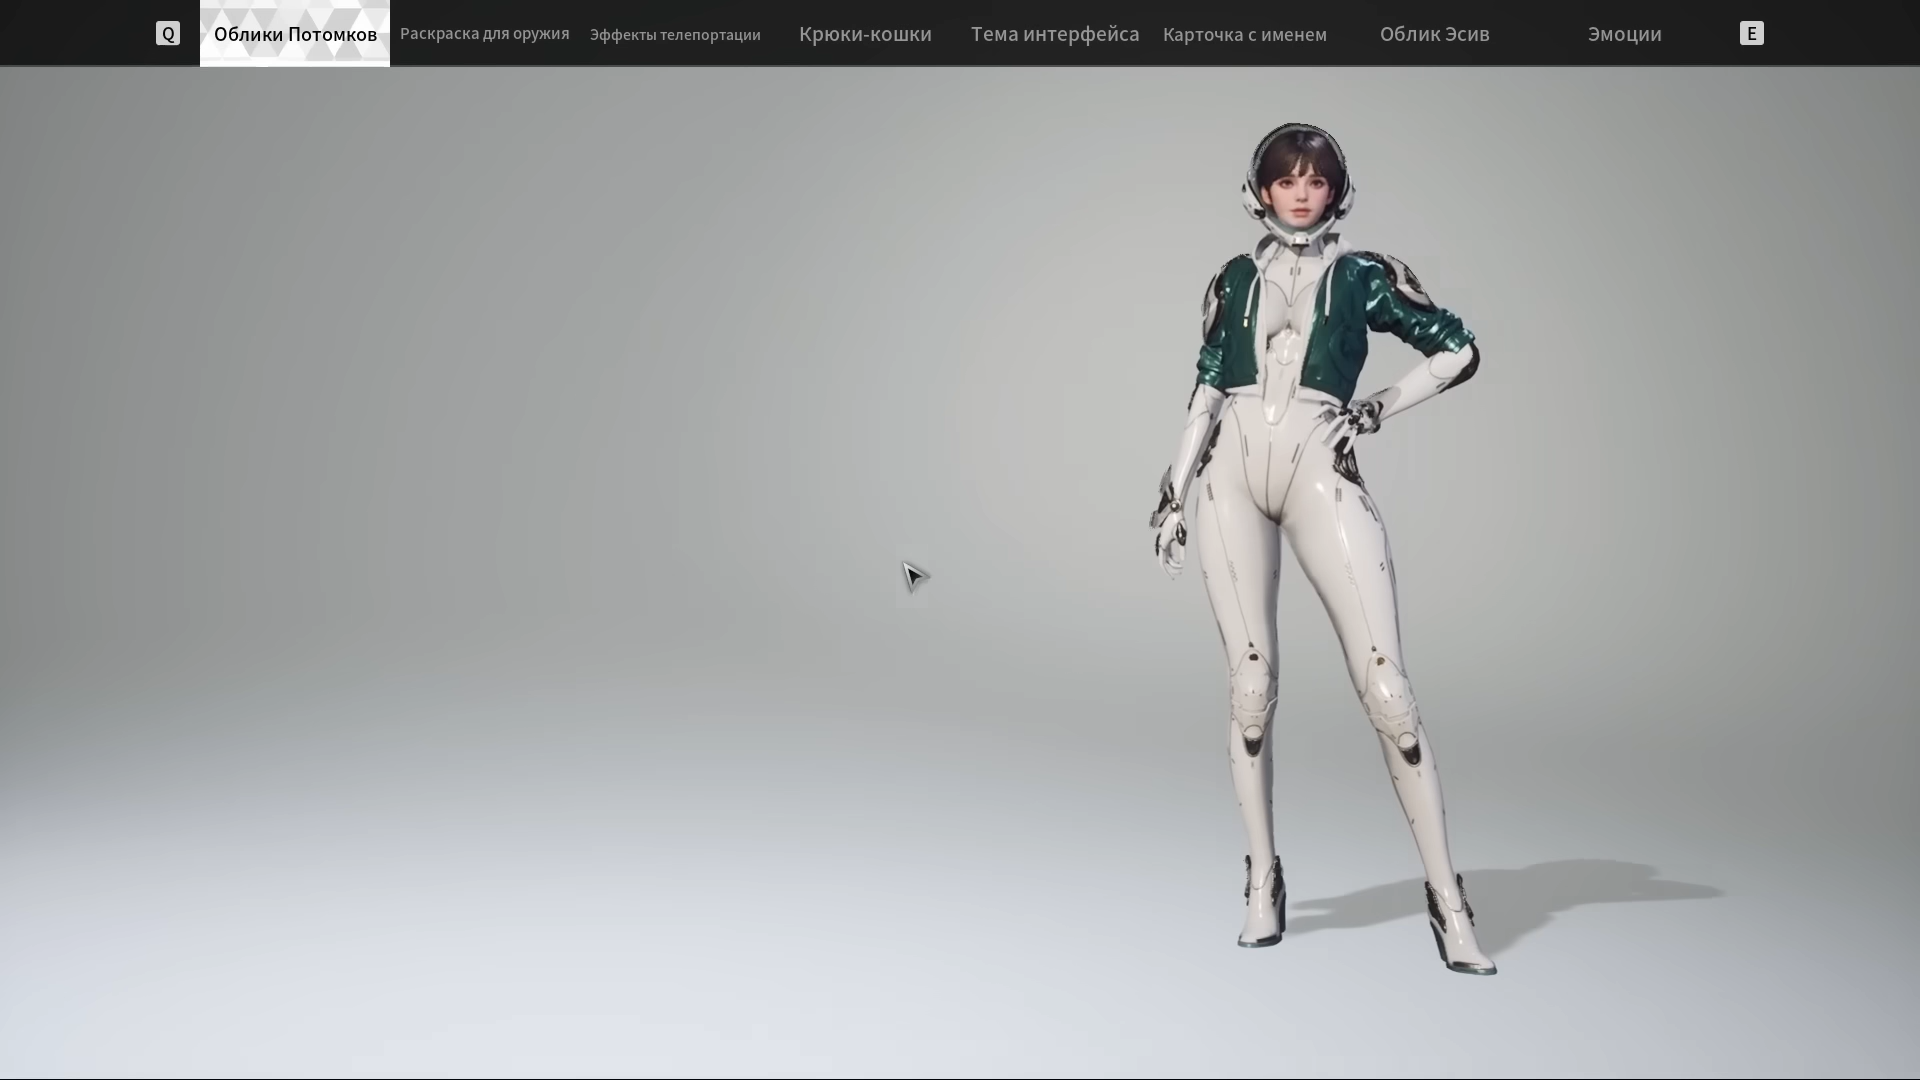 Q
Облики Потомков
Раскраска для оружия
Эффекты телепортации
Крюки-кошки
Тема интерфейса
Карточка с именем
Облик Эсив
Эмоции
E